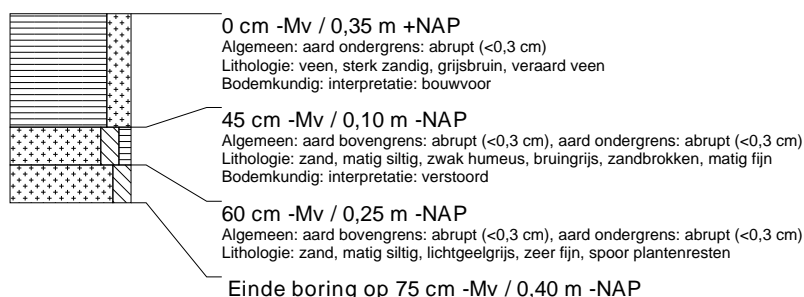 0 cm -Mv / 0,35 m +NAP
Algemeen: aard ondergrens: abrupt (<0,3 cm)
Lithologie: veen, sterk zandig, grijsbruin, veraard veen
Bodemkundig: interpretatie: bouwvoor
45 cm -Mv / 0,10 m -NAP
Algemeen: aard bovengrens: abrupt (<0,3 cm), aard ondergrens: abrupt (<0,3 cm)
Lithologie: zand, matig siltig, zwak humeus, bruingrijs, zandbrokken, matig fijn
Bodemkundig: interpretatie: verstoord
60 cm -Mv / 0,25 m -NAP
Algemeen: aard bovengrens: abrupt (<0,3 cm), aard ondergrens: abrupt (<0,3 cm)
Lithologie: zand, matig siltig, lichtgeelgrijs, zeer fijn, spoor plantenresten
Einde boring op 75 cm -Mv / 0,40 m -NAP